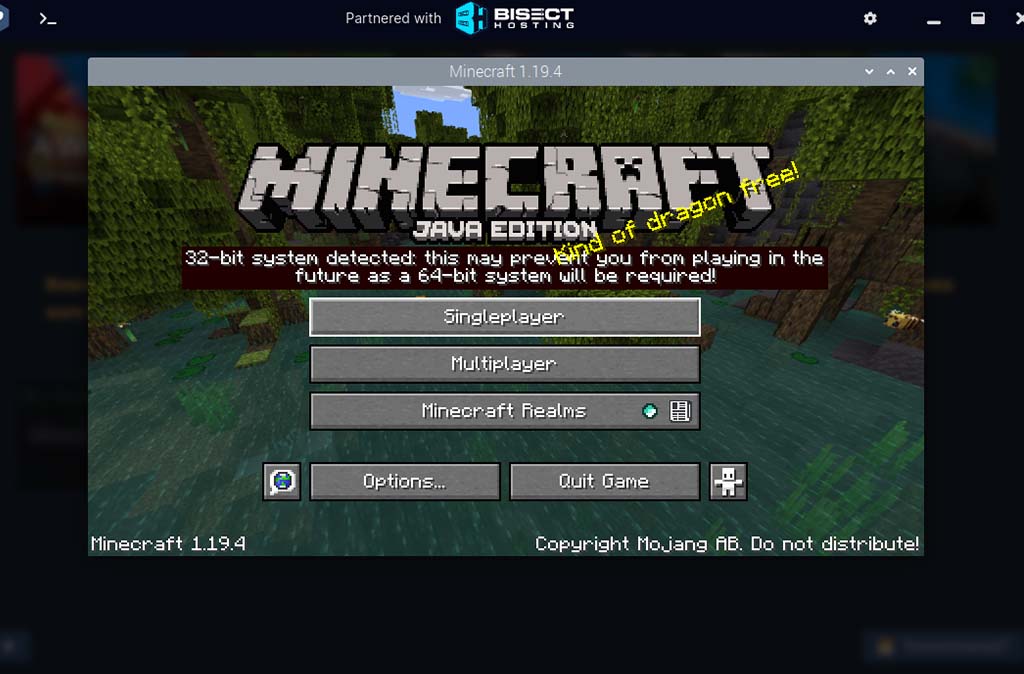 Partnered with BISECT HOSTING
Minecraft 1.19.4
MINECRAFT
JAVA EDITION
Kind of dragon free!
32-bit system detected: this may prevent you from playing in the
future as a 64-bit system will be required!
Singleplayer
Multiplayer
Minecraft Realms
Options...
Quit Game
Minecraft 1.19.4
Copyright Mojang AB. Do not distribute!